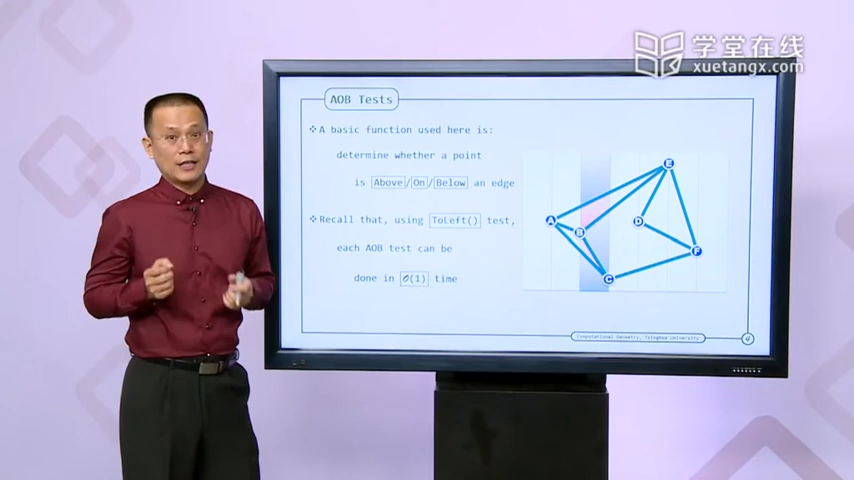 学堂在线
xuetangx.com
AOB Tests
❖ A basic function used here is:
determine whether a point
is Above/On/Below an edge
❖ Recall that, using ToLeft() test,
each AOB test can be
done in O(1) time
E
A
B
D
F
C
Computational Geometry, Tsinghua University